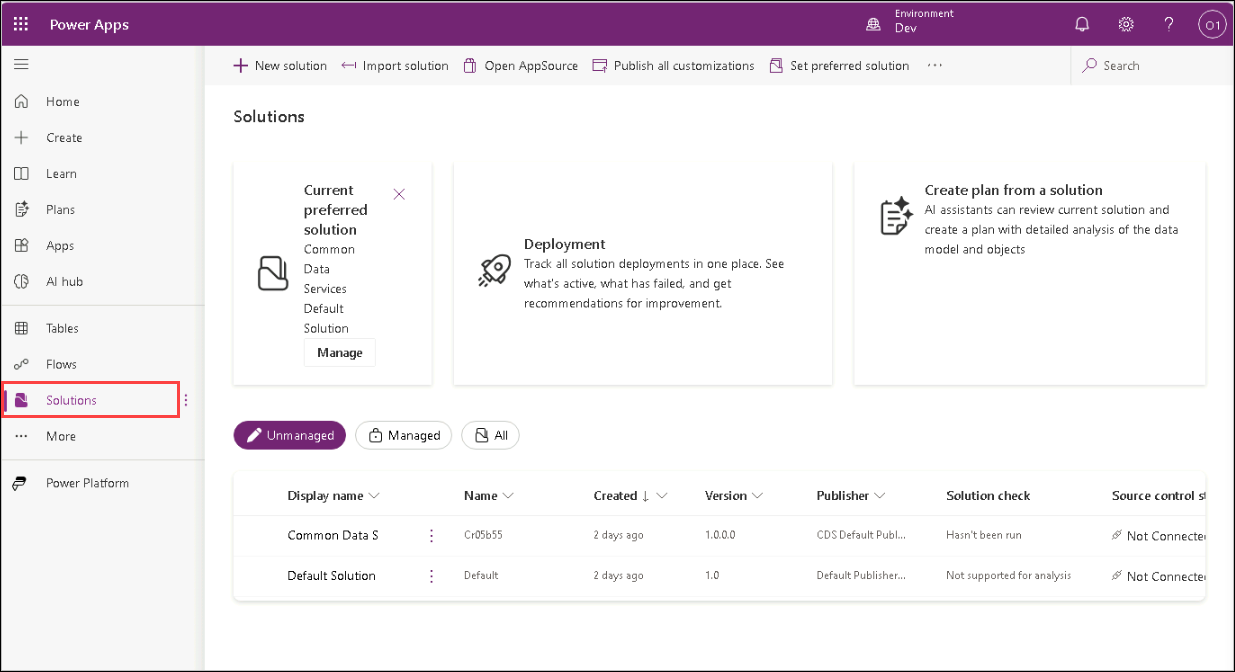 Power Apps
Environment
Dev
?
O1
New solution
Import solution
Open AppSource
Publish all customizations
Set preferred solution
...
Search
Home
Create
Learn
Plans
Apps
AI hub
Tables
Flows
Solutions
More
Power Platform
Solutions
Current
preferred
solution
Common
Data
Services
Default
Solution
Manage
Deployment
Track all solution deployments in one place. See
what's active, what has failed, and get
recommendations for improvement.
Create plan from a solution
AI assistants can review current solution and
create a plan with detailed analysis of the data
model and objects
Unmanaged
Managed
All
Display name Name Created ↓ Version Publisher Solution check Source control st
Common Data S Cr05b55 2 days ago 1.0.0.0 CDS Default Publ... Hasn't been run Not Connecte
Default Solution Default 2 days ago 1.0 Default Publisher... Not supported for analysis Not Connecte